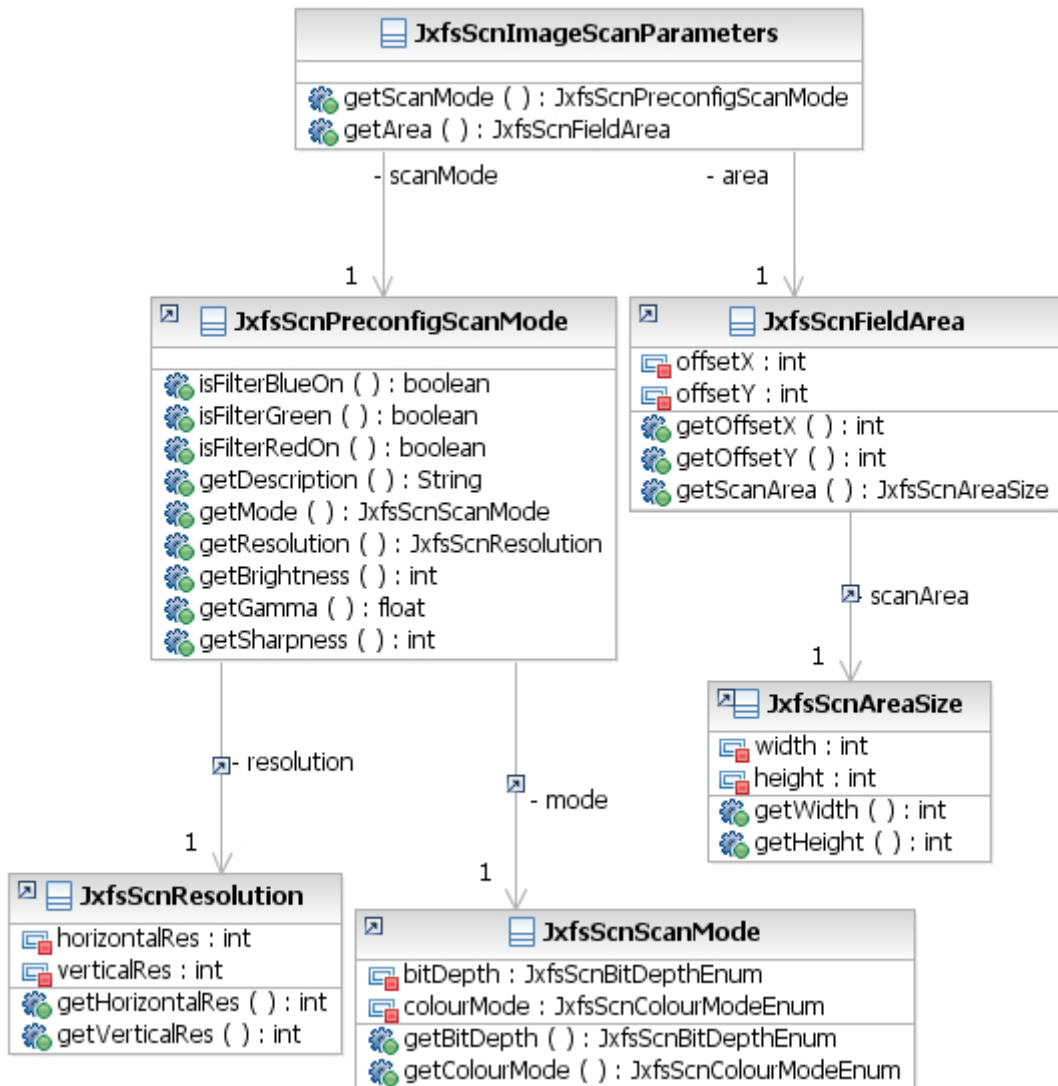 JxfsScnImageScanParameters
getScanMode ( ) : JxfsScnPreconfigScanMode
getArea ( ) : JxfsScnFieldArea
- scanMode
- area
1
1
JxfsScnPreconfigScanMode
isFilterBlueOn ( ) : boolean
isFilterGreen ( ) : boolean
isFilterRedOn ( ) : boolean
getDescription ( ) : String
getMode ( ) : JxfsScnScanMode
getResolution ( ) : JxfsScnResolution
getBrightness ( ) : int
getGamma ( ) : float
getSharpness ( ) : int
JxfsScnFieldArea
offsetX : int
offsetY : int
getOffsetX ( ) : int
getOffsetY ( ) : int
getScanArea ( ) : JxfsScnAreaSize
- scanArea
1
JxfsScnAreaSize
width : int
height : int
getWidth ( ) : int
getHeight ( ) : int
- resolution
- mode
1
1
JxfsScnResolution
horizontalRes : int
verticalRes : int
getHorizontalRes ( ) : int
getVerticalRes ( ) : int
JxfsScnScanMode
bitDepth : JxfsScnBitDepthEnum
colourMode : JxfsScnColourModeEnum
getBitDepth ( ) : JxfsScnBitDepthEnum
getColourMode ( ) : JxfsScnColourModeEnum